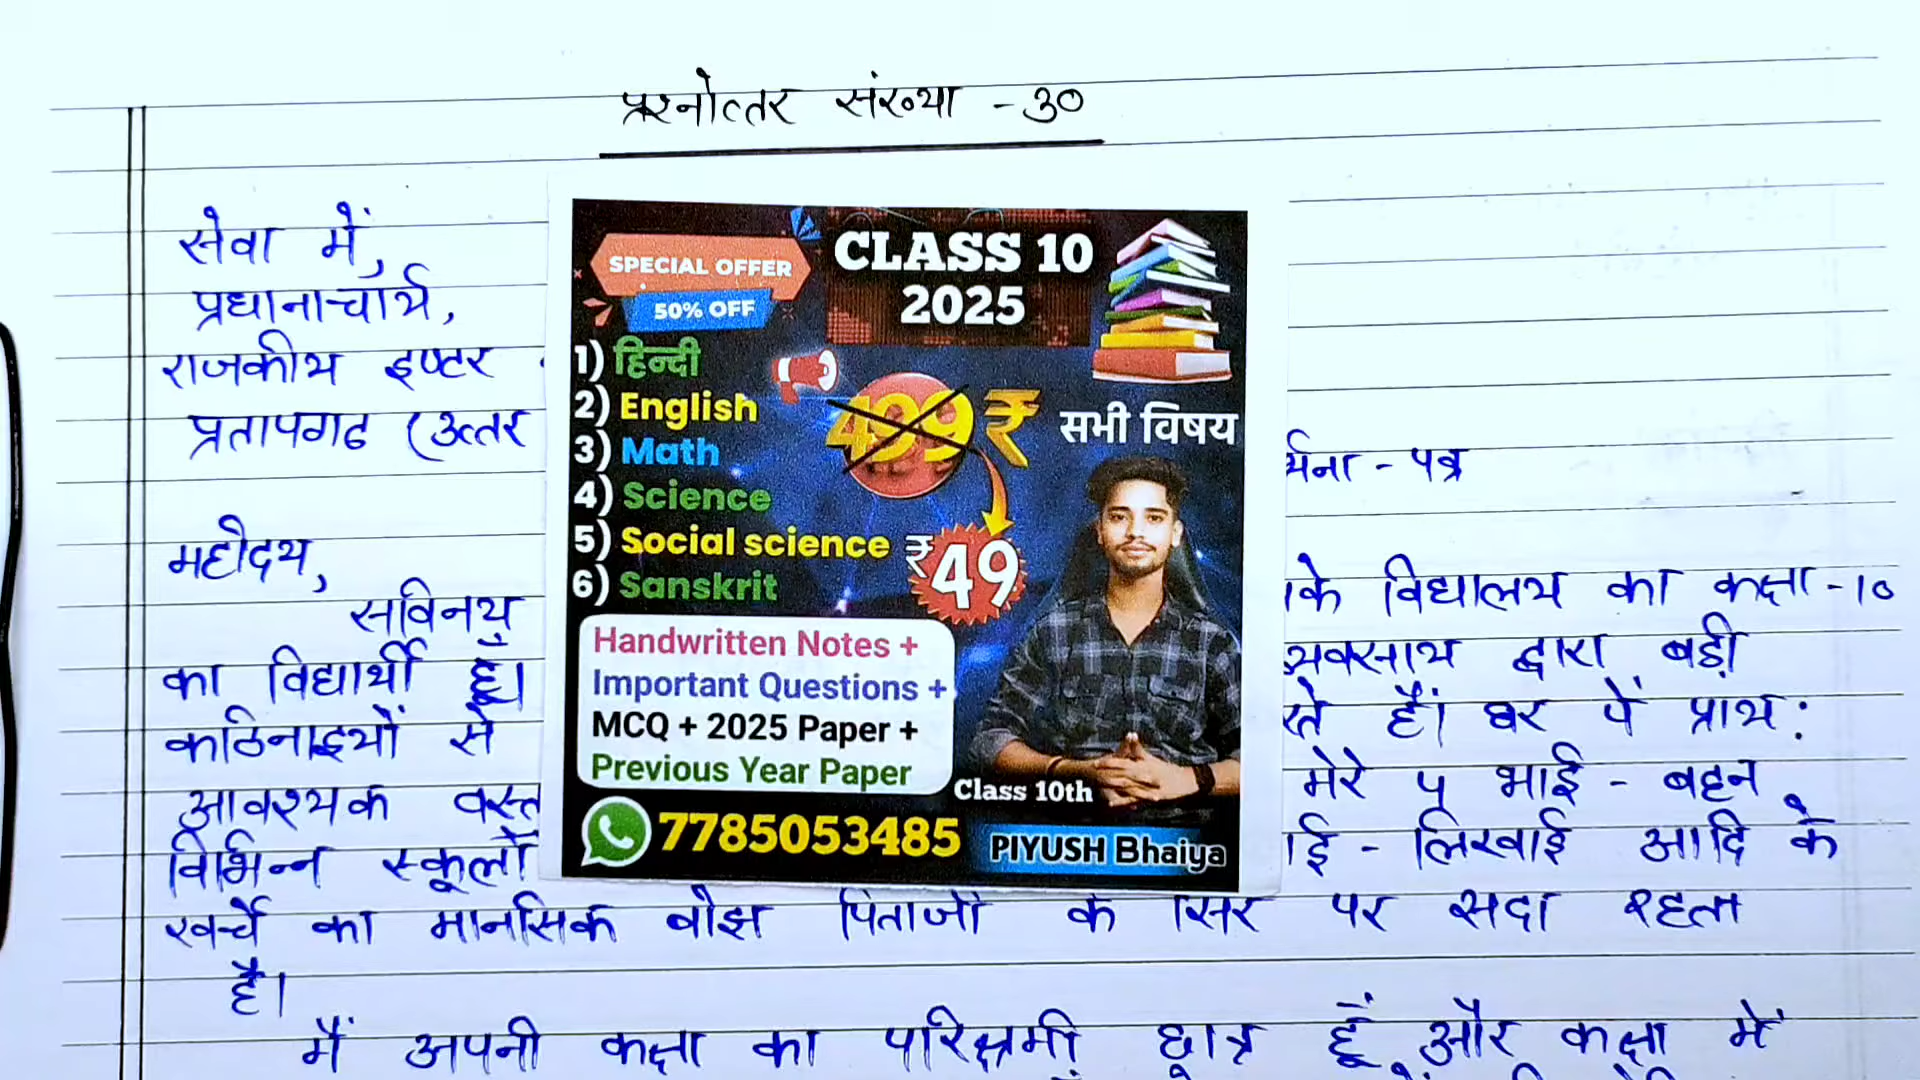 प्रश्नोत्तर संख्या - 30
सेवा में,
प्रधानाचार्य,
राजकीय इण्टर
प्रतापगढ (उत्तर
र्थना - पत्र
महोदय,
सविनय
के विद्यालय का कक्षा - 10
का विद्यार्थी हूँ।
व्यवसाय द्वारा बड़ी
कठिनाइयों से
रते हैं। घर में प्रायः
आवश्यक वस्त
मेरे 5 भाई - बहन
विभिन्न स्कूलों
ाई - लिखाई आदि के
खर्चे का मानसिक बोझ पिताजी के सिर पर सदा रहता
है।
मैं अपनी कक्षा का परिश्रमी छात्र हूँ और कक्षा में
SPECIAL OFFER
50% OFF
CLASS 10
2025
1) हिन्दी
2) English
3) Math
4) Science
5) Social science
6) Sanskrit
499 ₹
सभी विषय
₹49
Handwritten Notes +
Important Questions +
MCQ + 2025 Paper +
Previous Year Paper
Class 10th
7785053485
PIYUSH Bhaiya